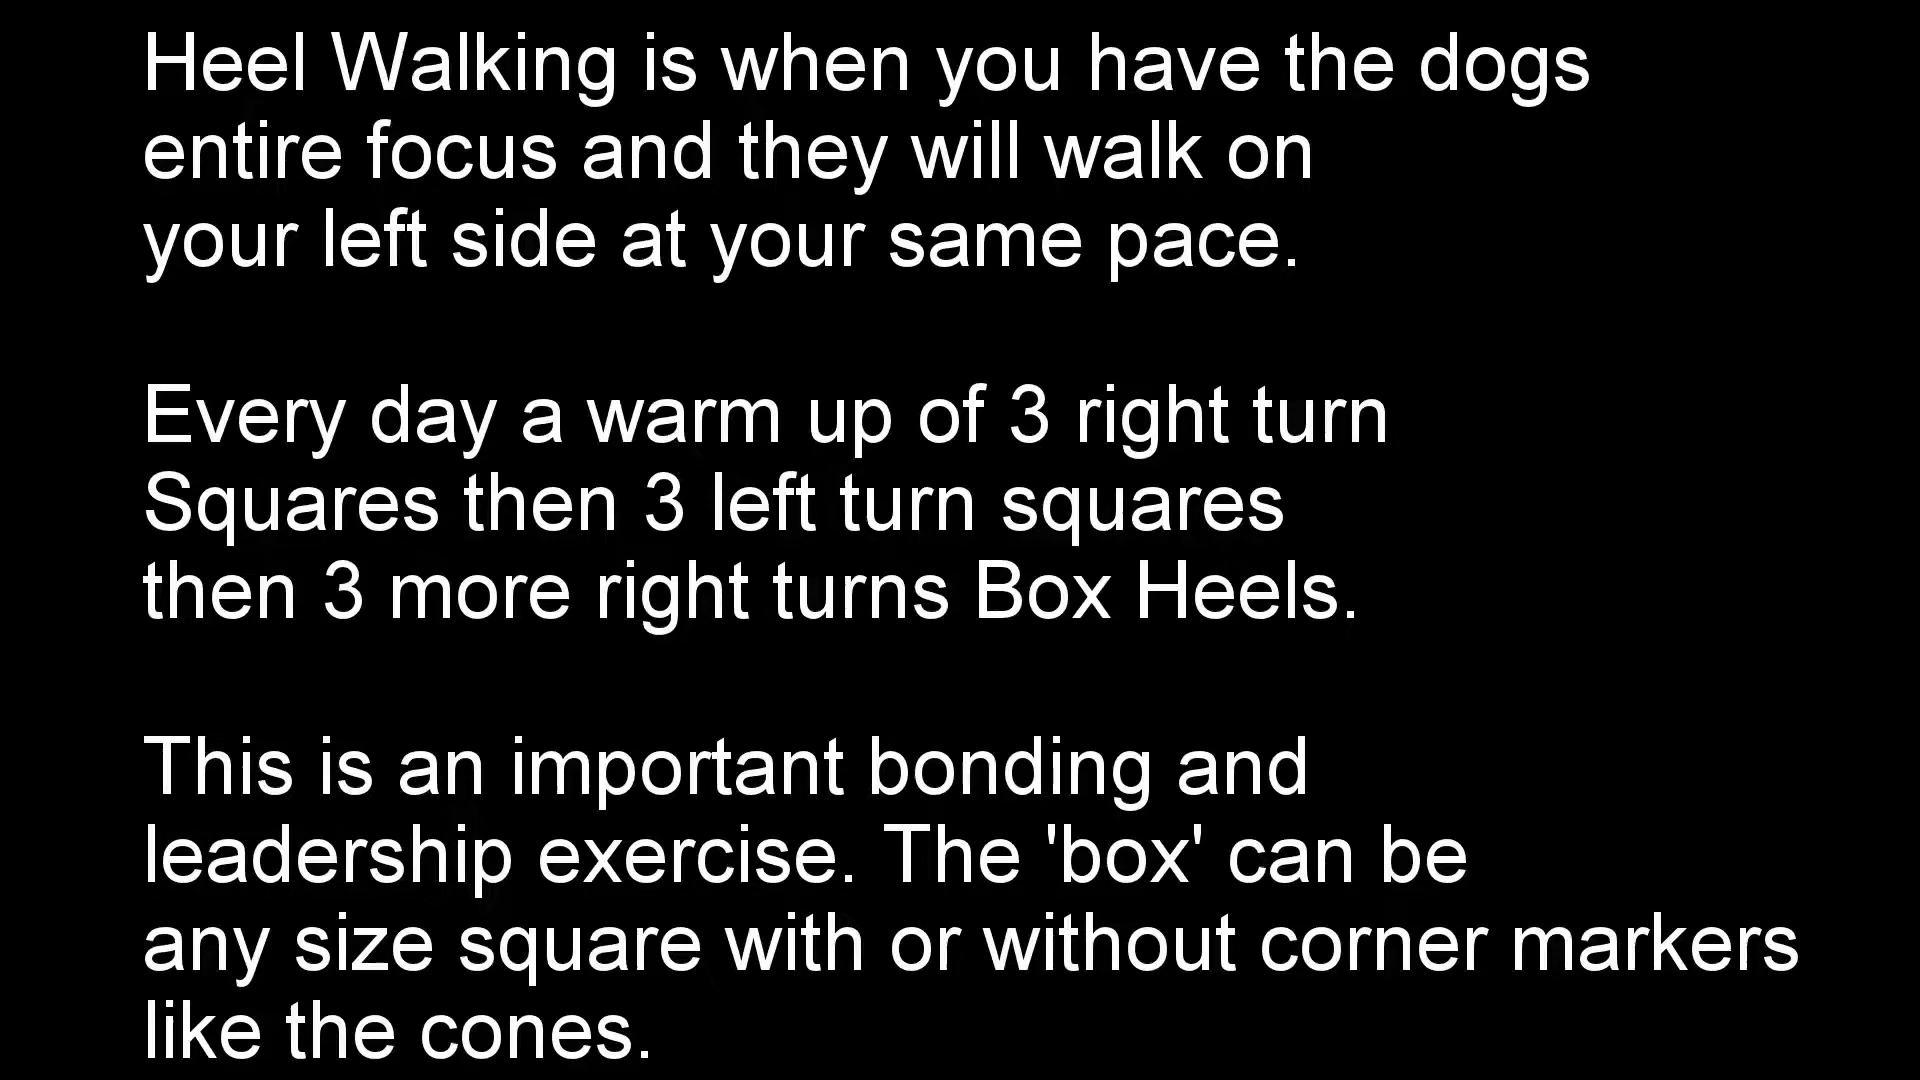 Heel Walking is when you have the dogs
entire focus and they will walk on
your left side at your same pace.
Every day a warm up of 3 right turn
Squares then 3 left turn squares
then 3 more right turns Box Heels.
This is an important bonding and
leadership exercise. The 'box' can be
any size square with or without corner markers
like the cones.